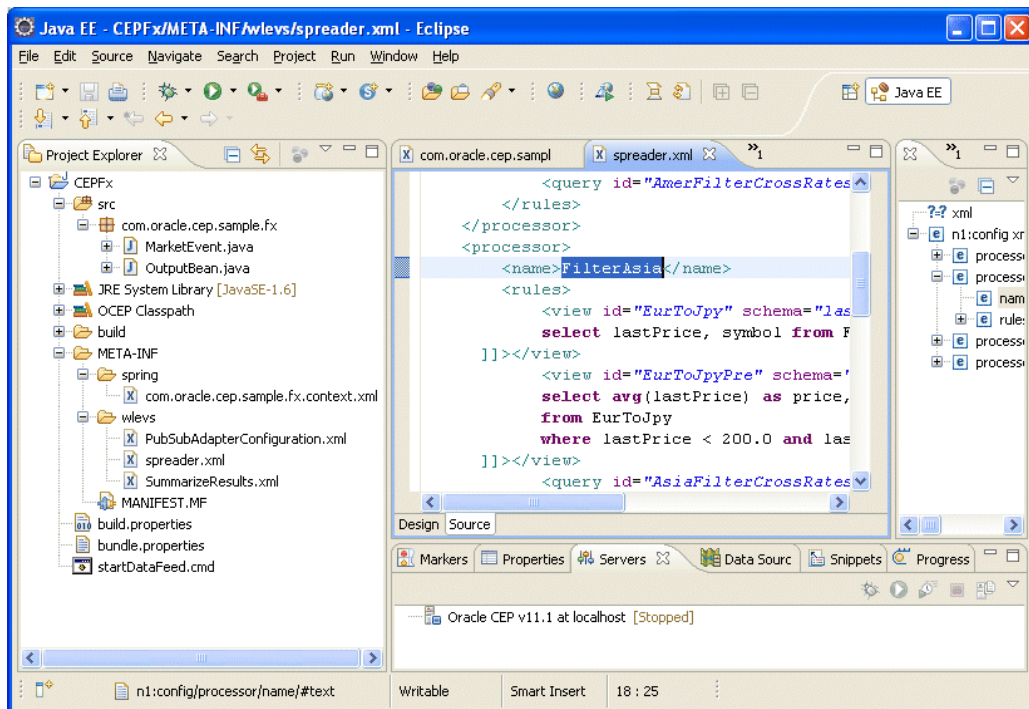 Java EE - CEPFx/META-INF/wlevs/spreader.xml - Eclipse
File Edit Source Navigate Search Project Run Window Help
Java EE
Project Explorer
CEPFx
src
com.oracle.cep.sample.fx
MarketEvent.java
OutputBean.java
JRE System Library [JavaSE-1.6]
OCEP Classpath
build
META-INF
spring
com.oracle.cep.sample.fx.context.xml
wlevs
PubSubAdapterConfiguration.xml
spreader.xml
SummarizeResults.xml
MANIFEST.MF
build.properties
bundle.properties
startDataFeed.cmd
com.oracle.cep.sampl spreader.xml »1
<query id="AmerFilterCrossRates
</rules>
</processor>
<processor>
<name>FilterAsia</name>
<rules>
<view id="EurToJpy" schema="las
select lastPrice, symbol from F
]]></view>
<view id="EurToJpyPre" schema='
select avg(lastPrice) as price,
from EurToJpy
where lastPrice < 200.0 and las
]]></view>
<query id="AsiaFilterCrossRates
Design Source
»1
?=? xml
n1:config xr
process
process
nam
rule
process
process
Markers Properties Servers Data Sourc Snippets Progress
Oracle CEP v11.1 at localhost [Stopped]
n1:config/processor/name/#text Writable Smart Insert 18 : 25